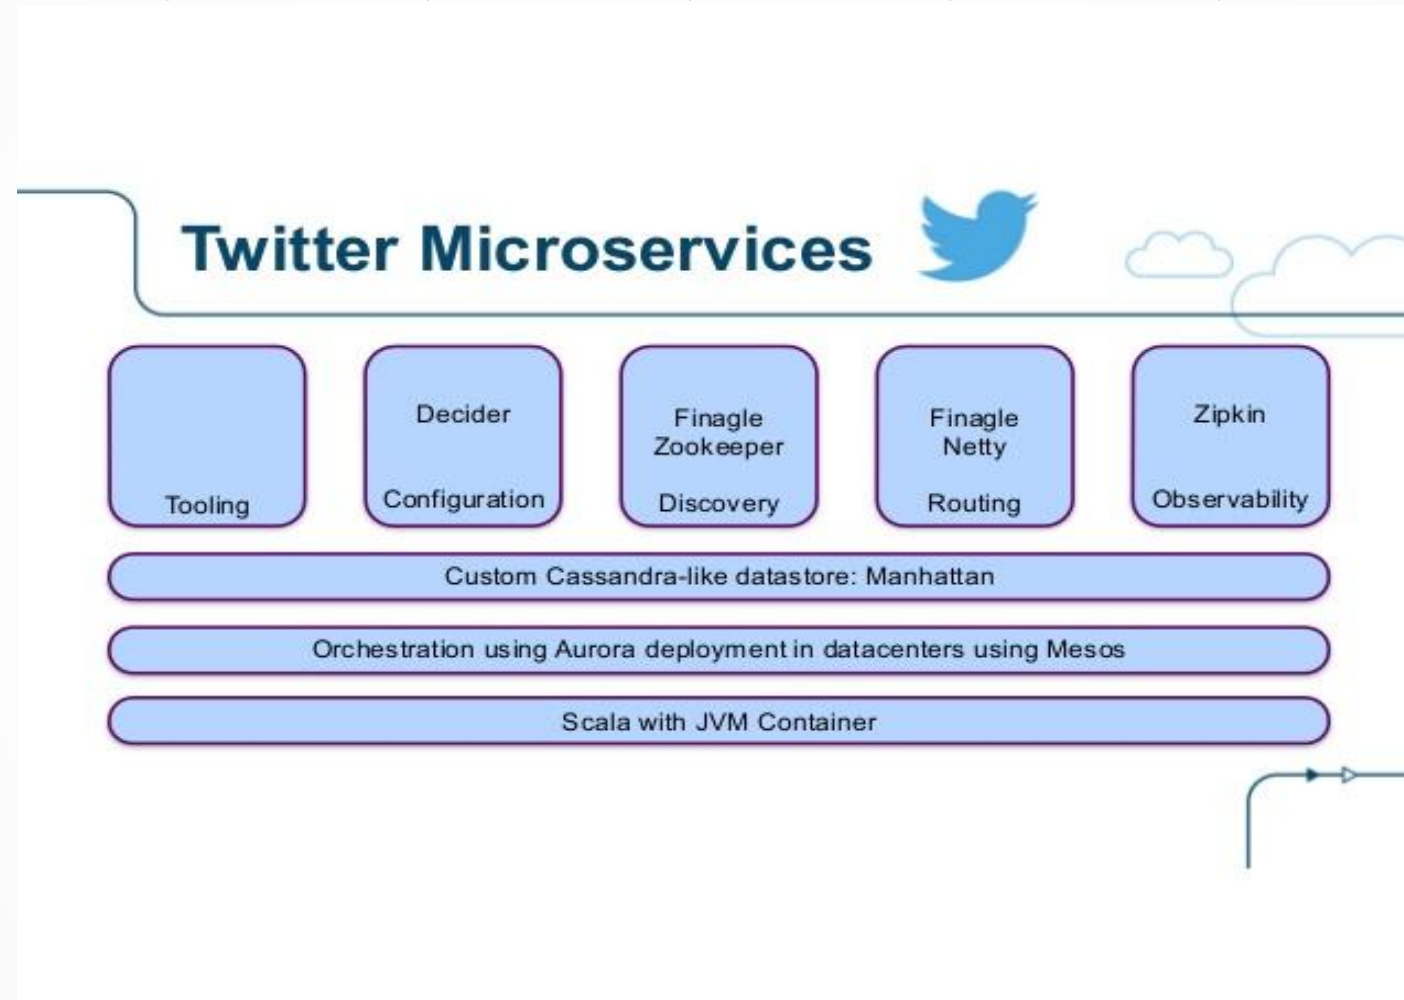 Twitter Microservices
Tooling
Decider
Configuration
Finagle
Zookeeper
Discovery
Finagle
Netty
Routing
Zipkin
Observability
Custom Cassandra-like datastore: Manhattan
Orchestration using Aurora deployment in datacenters using Mesos
Scala with JVM Container